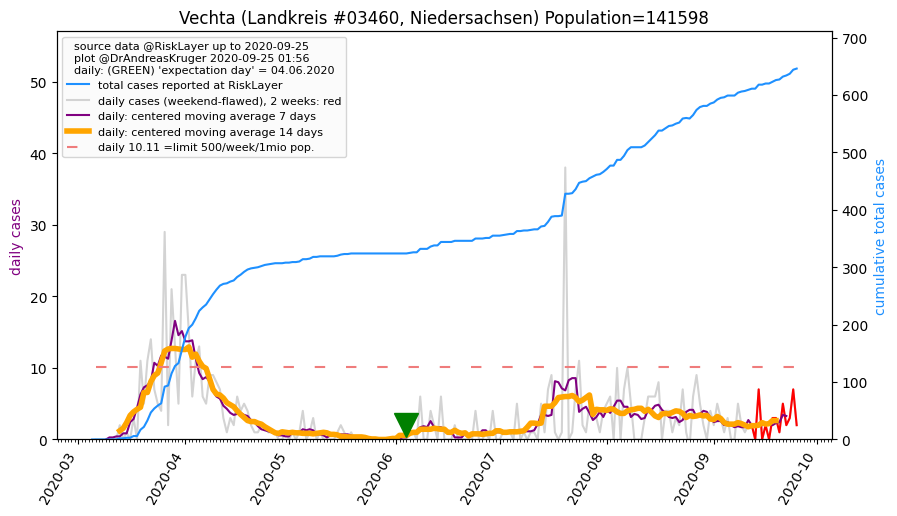 Vechta (Landkreis #03460, Niedersachsen) Population=141598
source data @RiskLayer up to 2020-09-25
plot @DrAndreasKruger 2020-09-25 01:56
daily: (GREEN) 'expectation day' = 04.06.2020
total cases reported at RiskLayer
daily cases (weekend-flawed), 2 weeks: red
daily: centered moving average 7 days
daily: centered moving average 14 days
daily 10.11 =limit 500/week/1mio pop.
daily cases
50
40
30
20
10
0
cumulative total cases
700
600
500
400
300
200
100
0
2020-03
2020-04
2020-05
2020-06
2020-07
2020-08
2020-09
2020-10